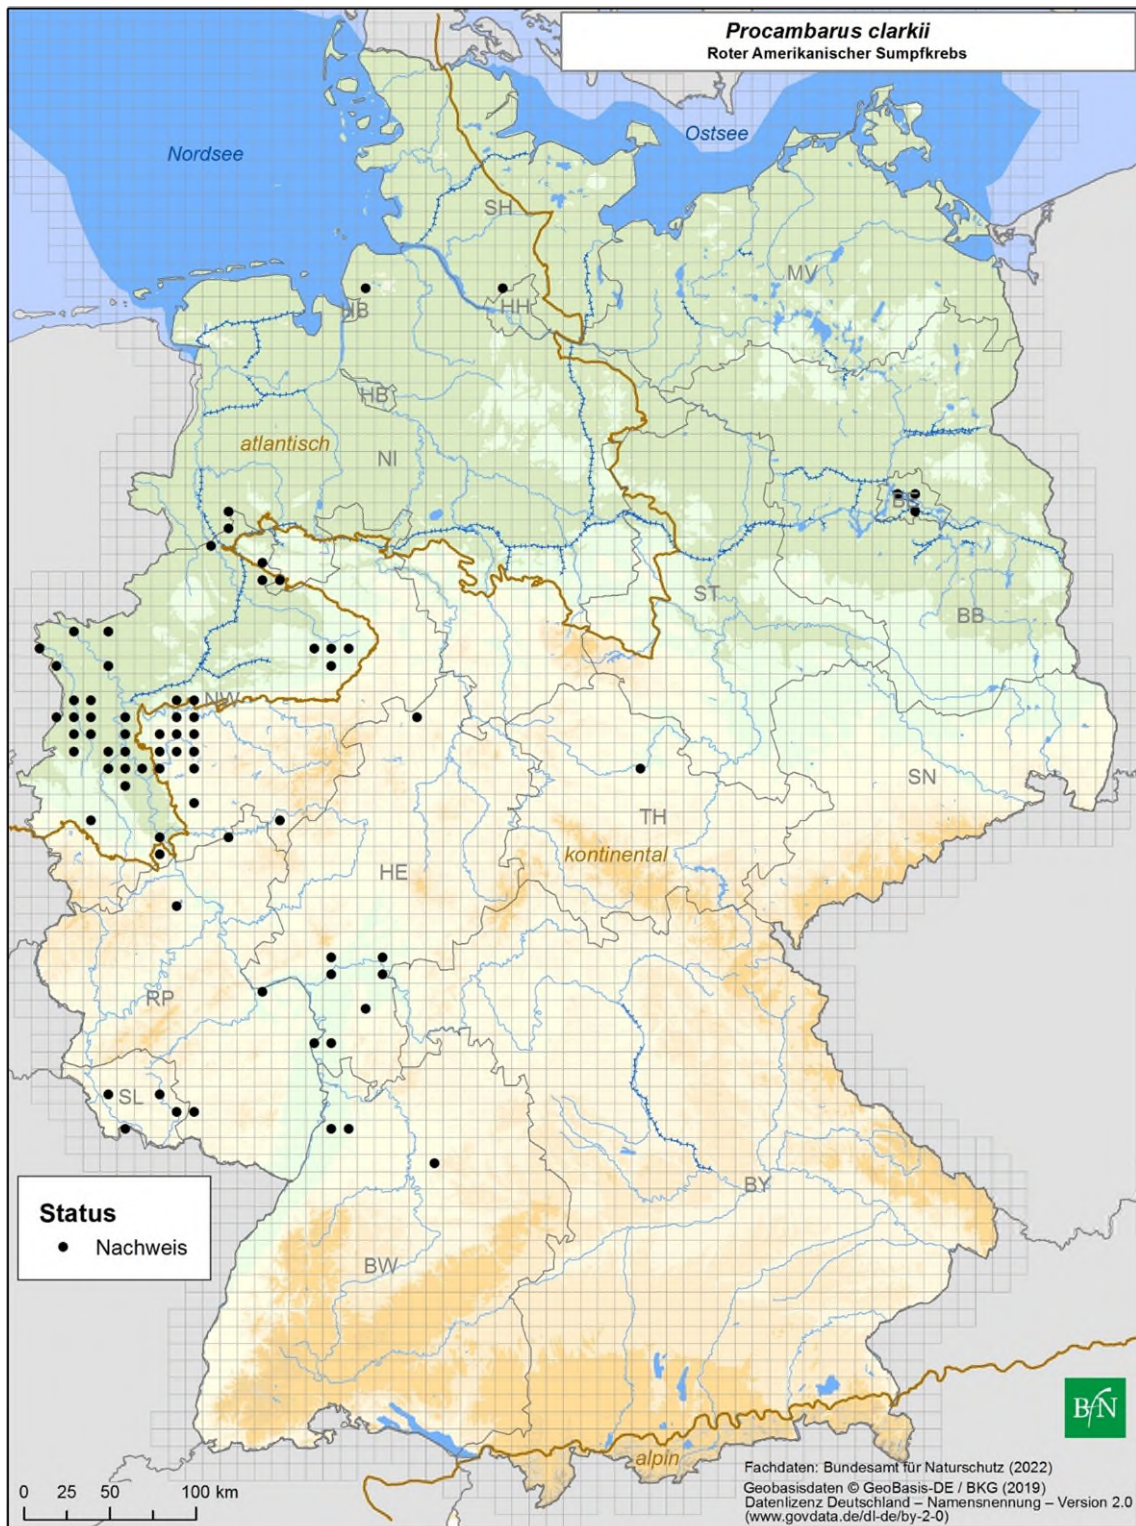 Procambarus clarkii
Roter Amerikanischer Sumpfkrebs
Ostsee
Nordsee
SH
MV
HB
HH
HB
atlantisch
NI
B
ST
BB
NW
SN
TH
kontinental
HE
RP
SL
BY
BW
alpin
Status
Nachweis
BfN
0 25 50 100 km
Fachdaten: Bundesamt für Naturschutz (2022)
Geobasisdaten © GeoBasis-DE / BKG (2019)
Datenlizenz Deutschland – Namensnennung – Version 2.0
(www.govdata.de/dl-de/by-2-0)